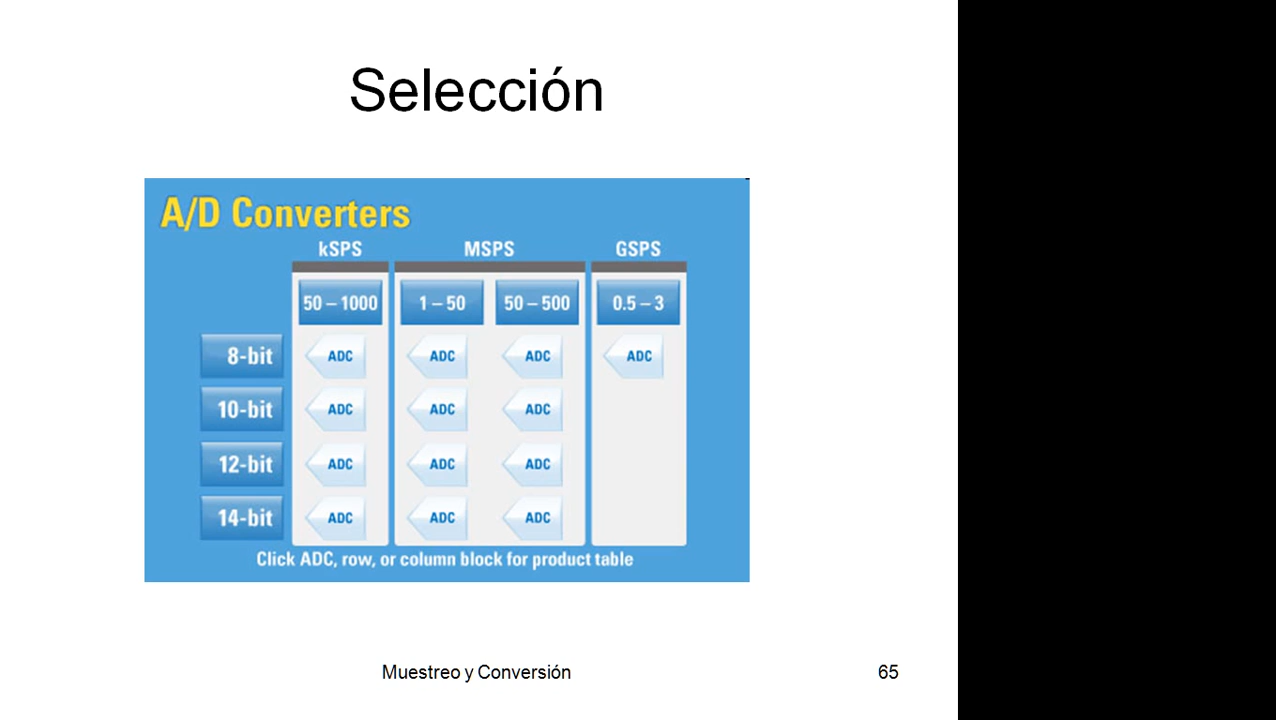 Selección
A/D Converters
kSPS MSPS GSPS
50 – 1000 1 – 50 50 – 500 0.5 – 3
8-bit ADC ADC ADC ADC
10-bit ADC ADC ADC
12-bit ADC ADC ADC
14-bit ADC ADC ADC
Click ADC, row, or column block for product table
Muestreo y Conversión 65